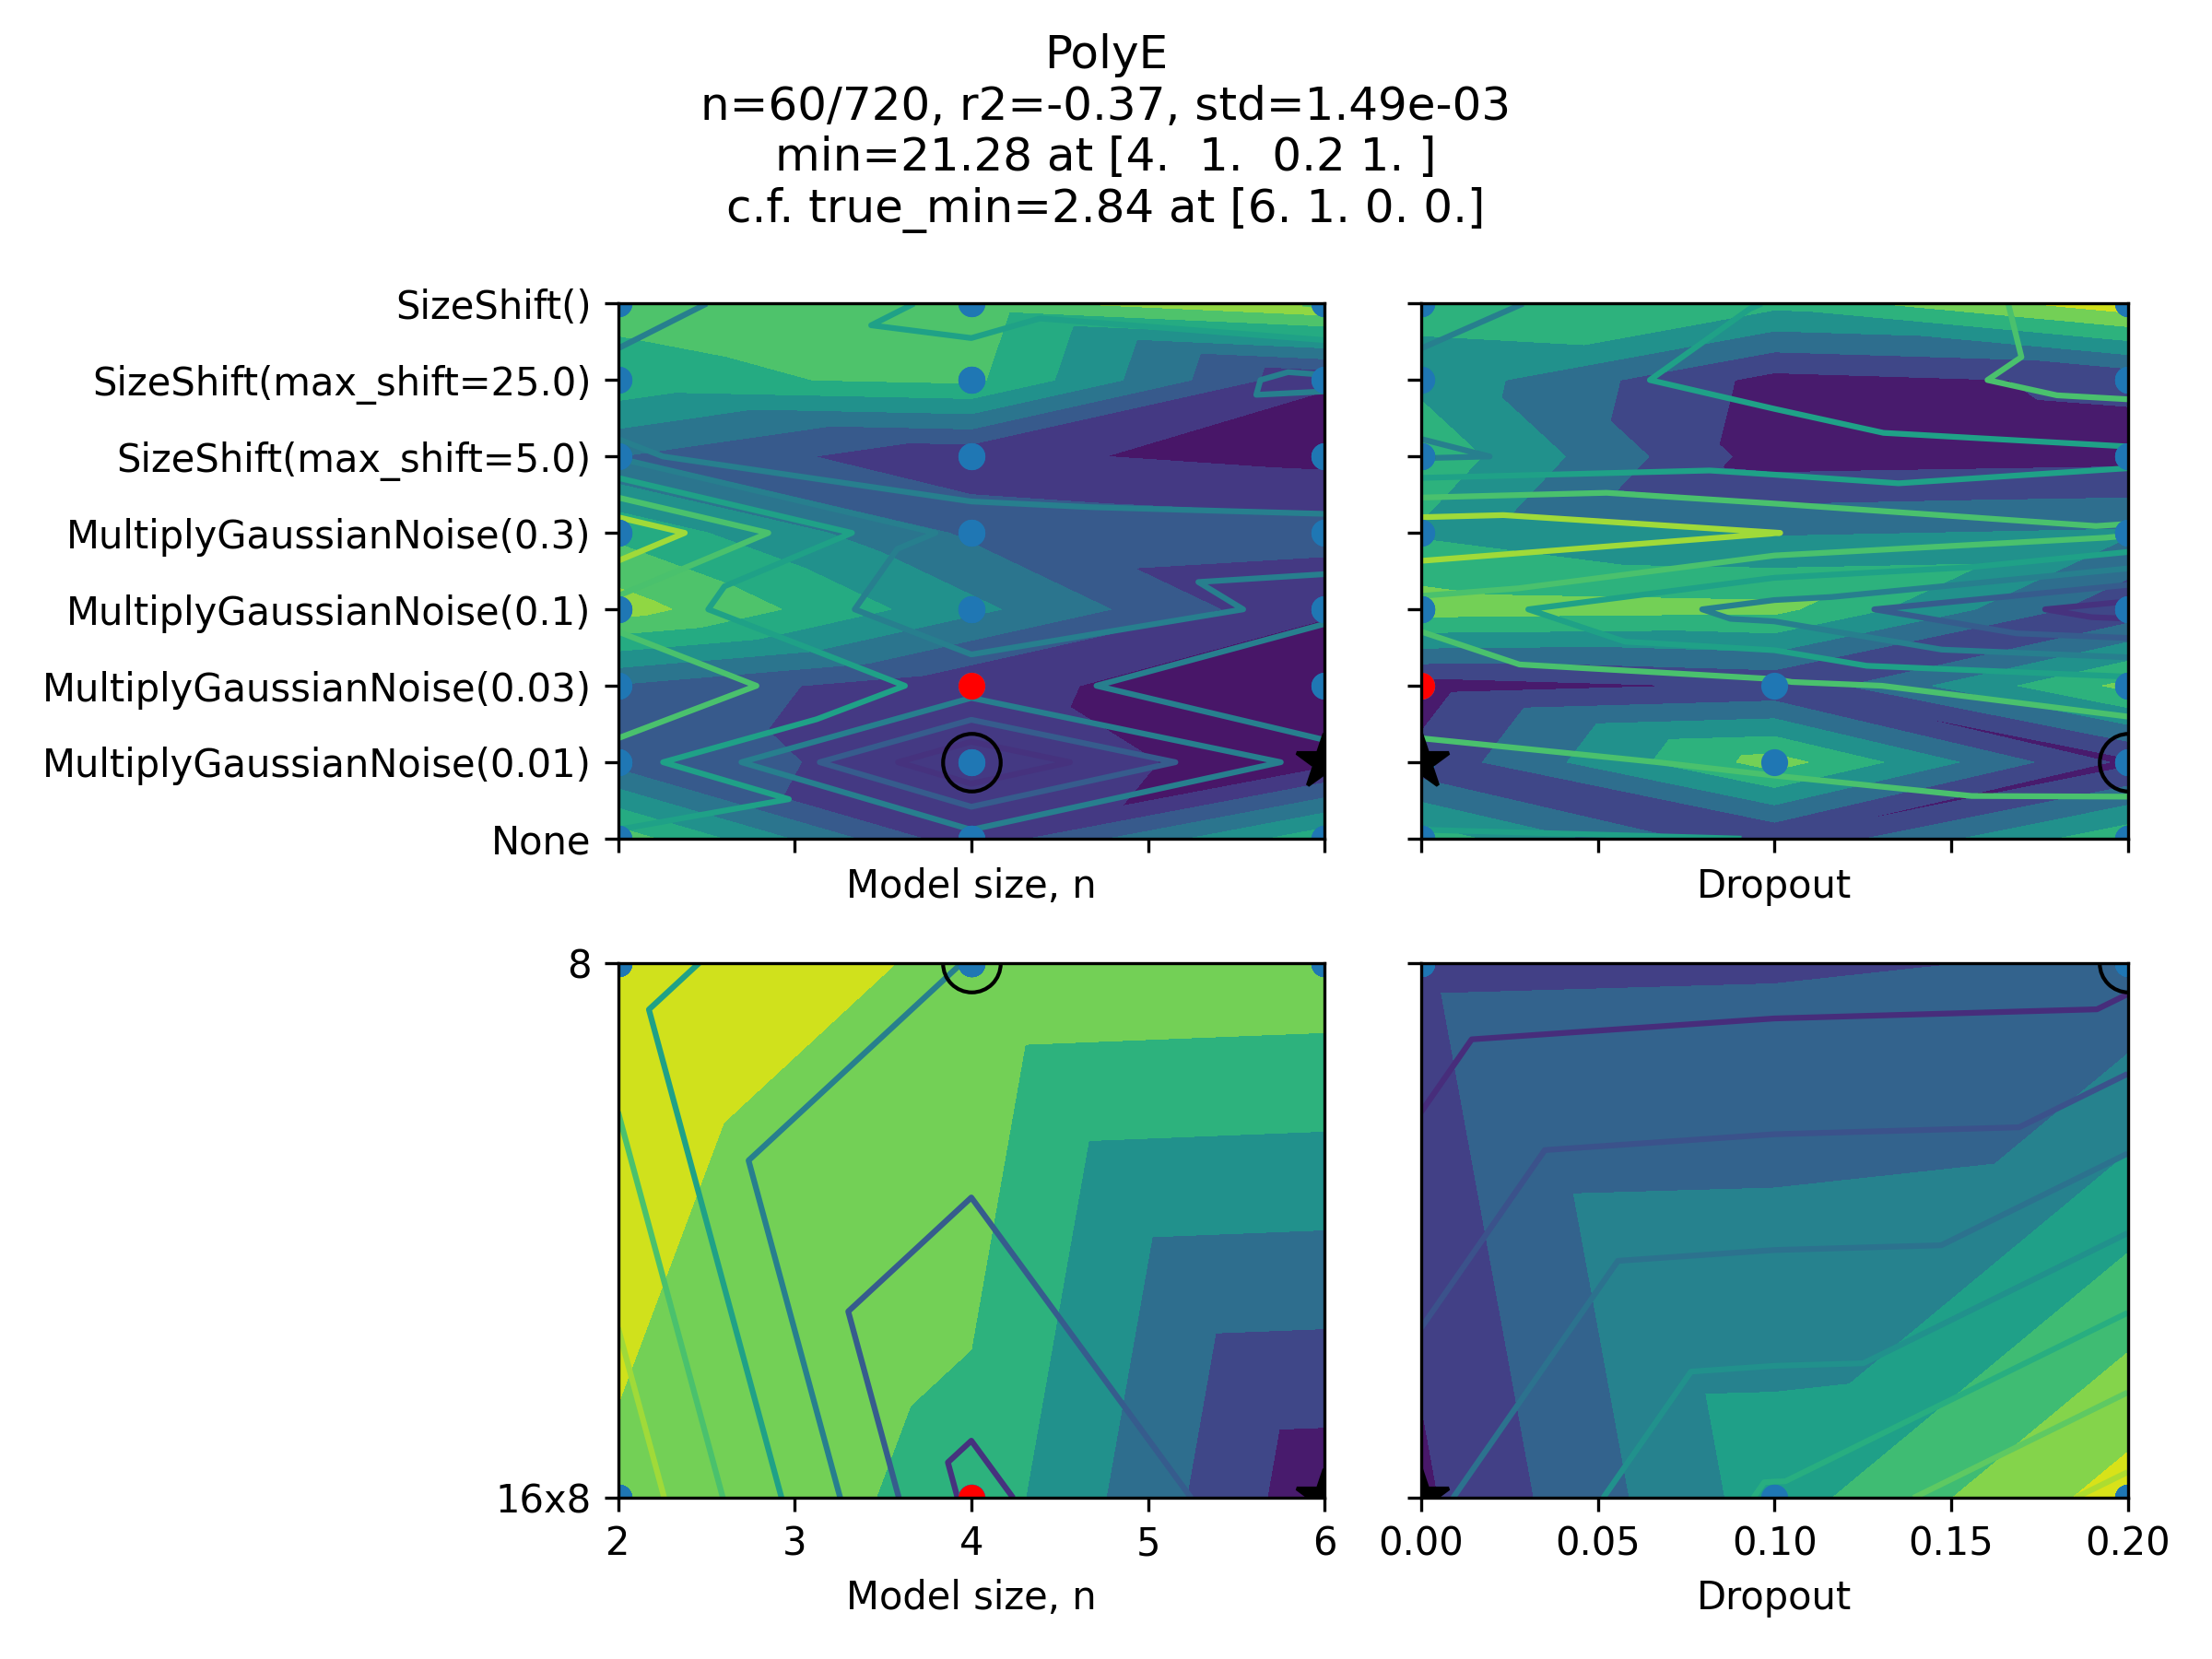 PolyE
n=60/720, r2=-0.37, std=1.49e-03
min=21.28 at [4.  1.  0.2 1. ]
c.f. true_min=2.84 at [6. 1. 0. 0.]
SizeShift()
SizeShift(max_shift=25.0)
SizeShift(max_shift=5.0)
MultiplyGaussianNoise(0.3)
MultiplyGaussianNoise(0.1)
MultiplyGaussianNoise(0.03)
MultiplyGaussianNoise(0.01)
None
Model size, n
Dropout
8
16x8
2 3 4 5 6
0.00 0.05 0.10 0.15 0.20
Model size, n
Dropout